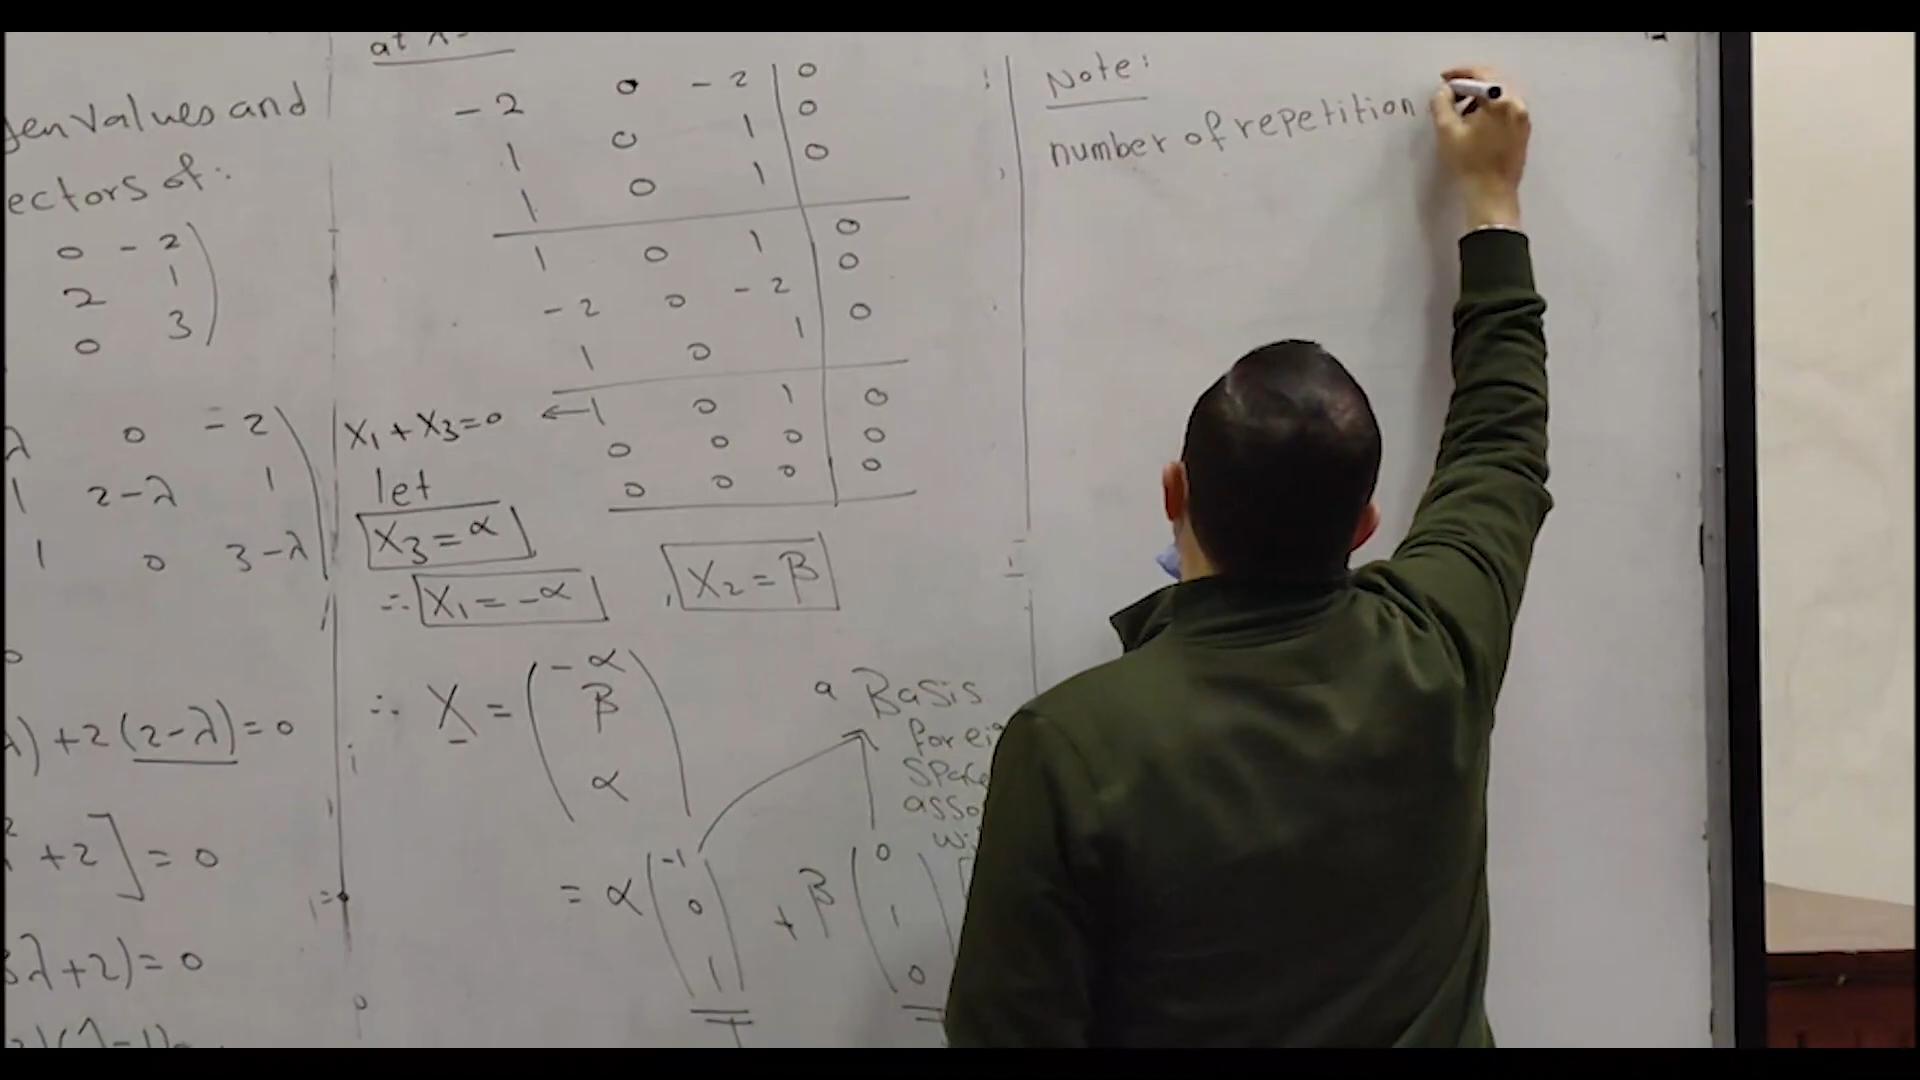 values and
of:
0 -2
2 1
0 3
0 -2
1 2-λ 1
1 0 3-λ
+2(2-λ)=0
+2]=0
λ+2)=0
at
-2 0 -2 | 0
1 0 1 | 0
1 0 1 | 0
1 0 1 | 0
-2 0 -2 | 0
1 0 1 | 0
X₁+X₃=0 ← 1 0 1 | 0
0 0 0 | 0
0 0 0 | 0
let
X₃=α
∴ X₁=-α , X₂=β
∴ X = (-α
β
α)
= α(-1 0 1) + β(0 1 0)
a Basis
for
Note:
number of repetition